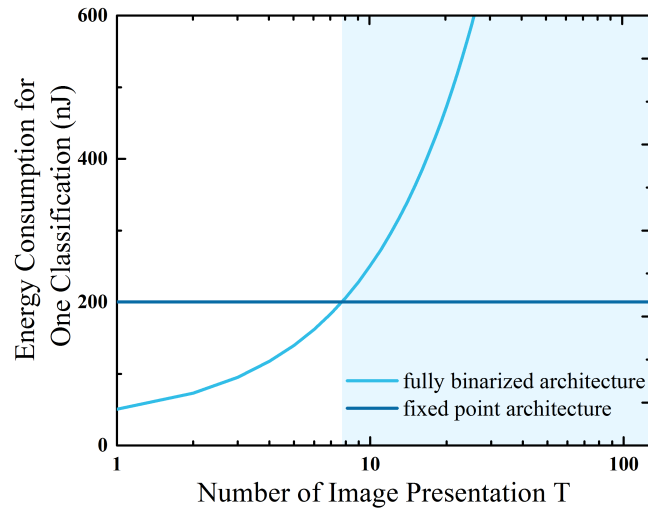 600
400
200
0
1
10
100
Energy Consumption for
One Classification (nJ)
fully binarized architecture
fixed point architecture
Number of Image Presentation T